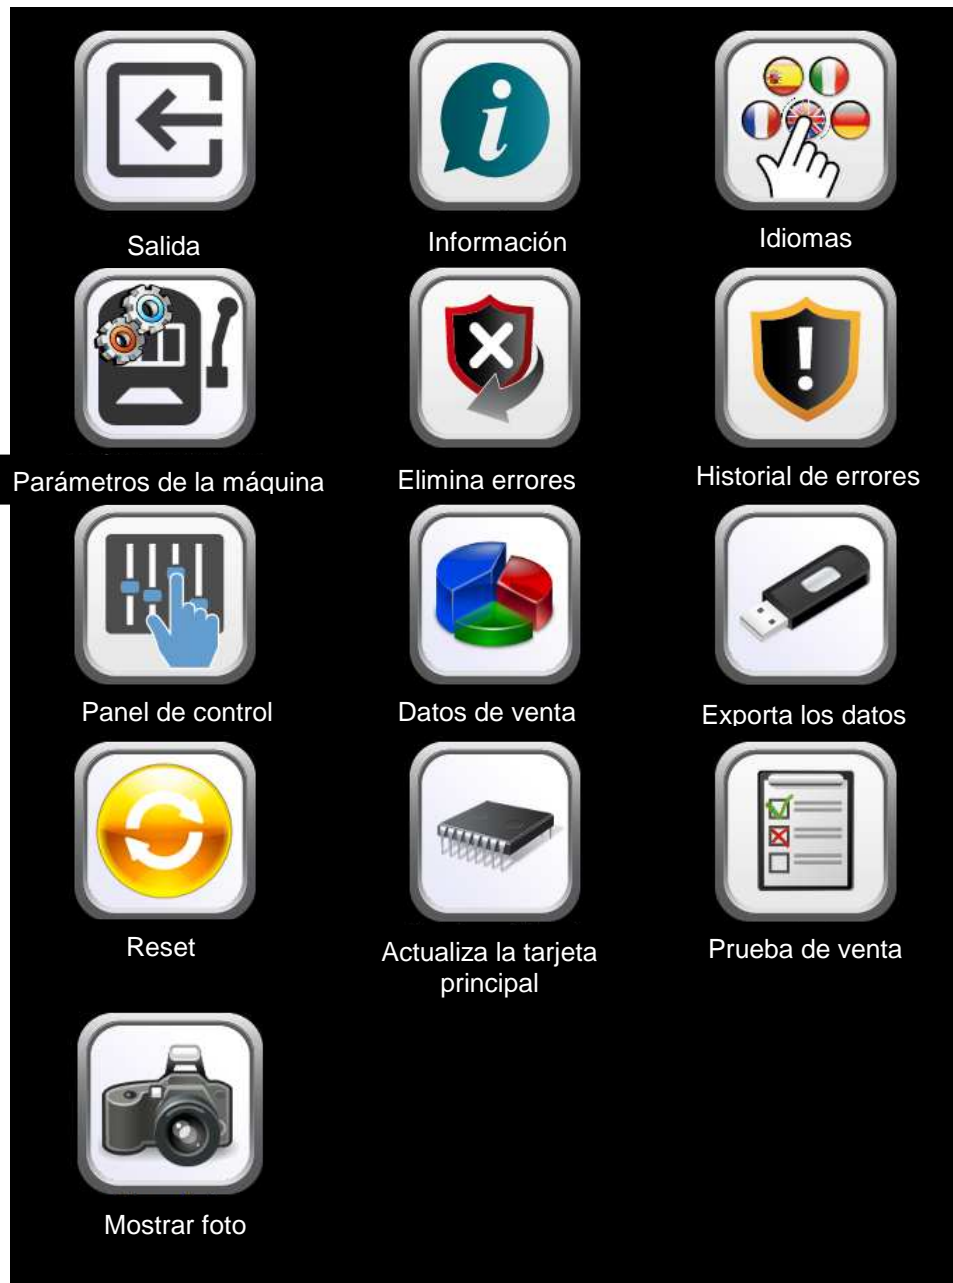 Salida
Información
Idiomas
Parámetros de la máquina
Elimina errores
Historial de errores
Panel de control
Datos de venta
Exporta los datos
Reset
Actualiza la tarjeta
principal
Prueba de venta
Mostrar foto